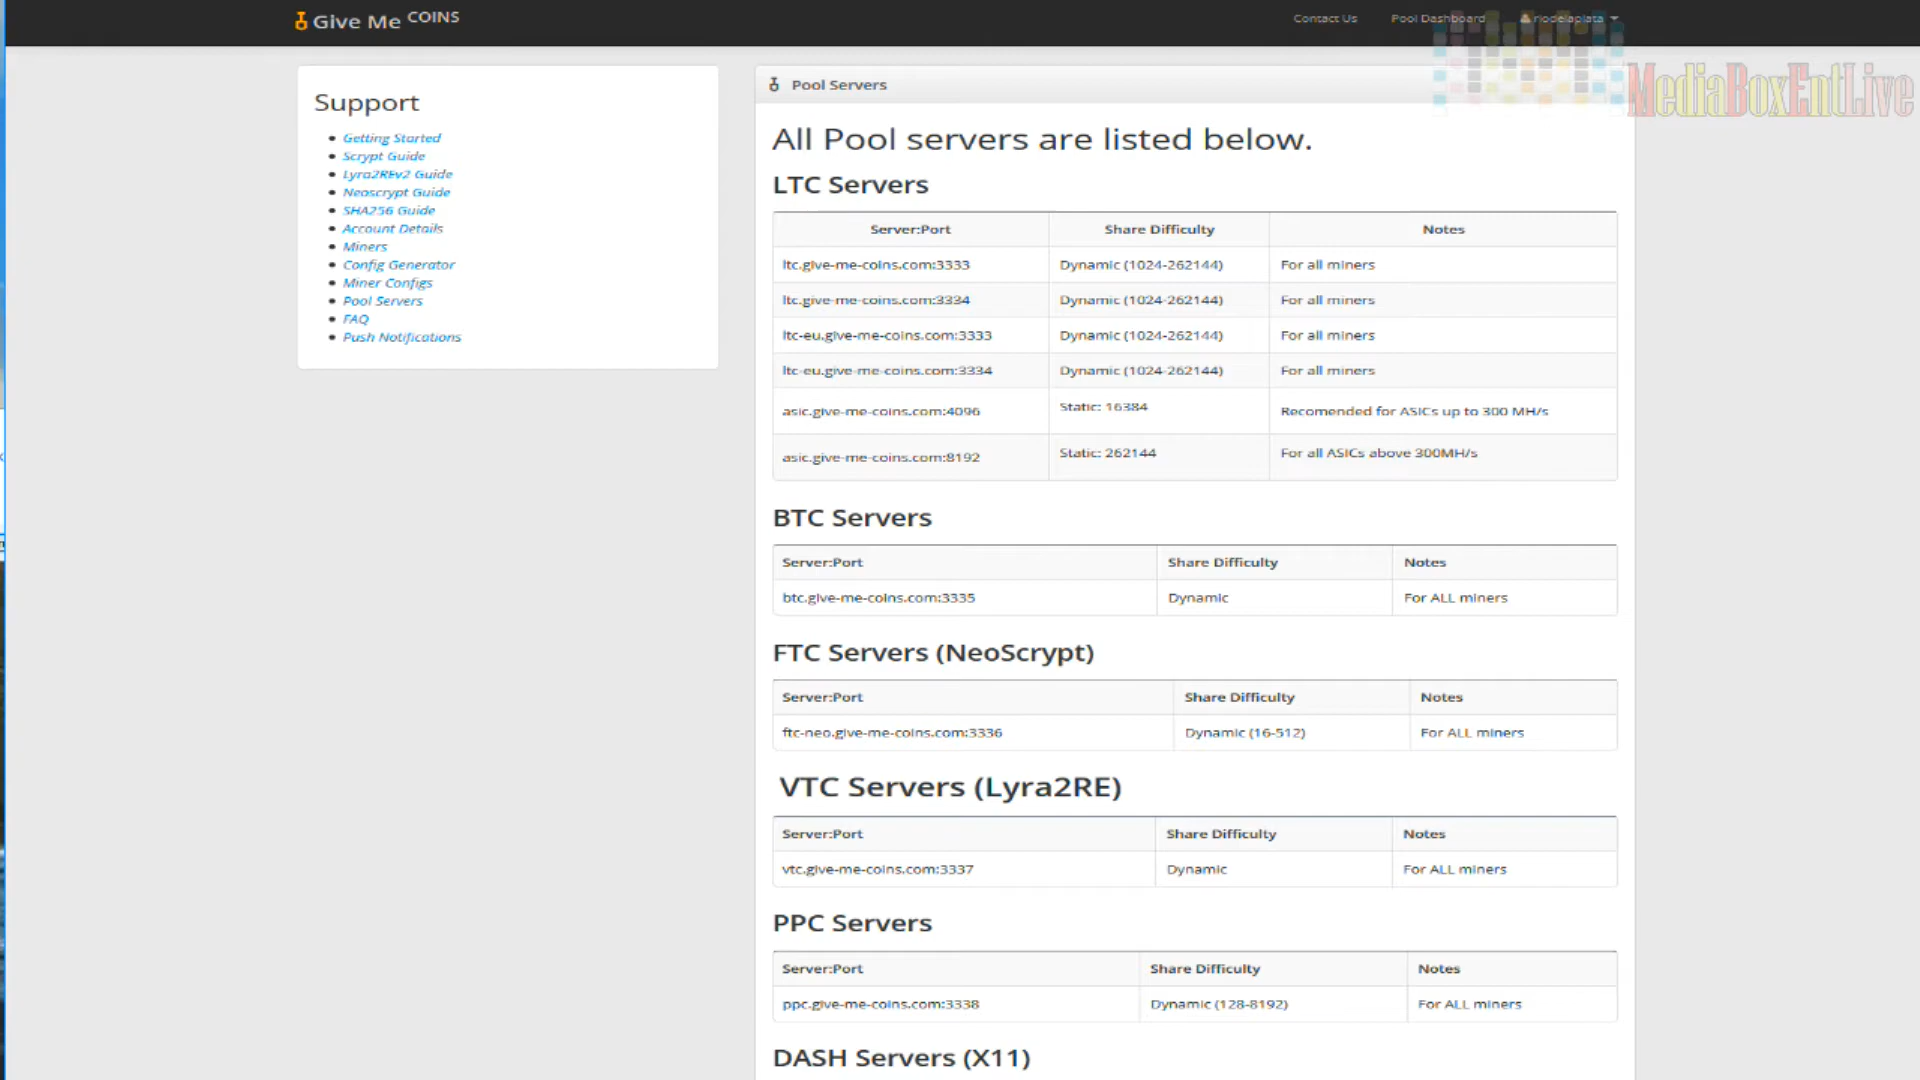 Give Me COINS
Contact Us
Pool Dashboard
riodelaplata
MediaBoxEntLive
Support
Getting Started
Scrypt Guide
Lyra2REv2 Guide
Neoscrypt Guide
SHA256 Guide
Account Details
Miners
Config Generator
Miner Configs
Pool Servers
FAQ
Push Notifications
Pool Servers
All Pool servers are listed below.
LTC Servers
Server:Port Share Difficulty Notes
ltc.give-me-coins.com:3333 Dynamic (1024-262144) For all miners
ltc.give-me-coins.com:3334 Dynamic (1024-262144) For all miners
ltc-eu.give-me-coins.com:3333 Dynamic (1024-262144) For all miners
ltc-eu.give-me-coins.com:3334 Dynamic (1024-262144) For all miners
asic.give-me-coins.com:4096 Static: 16384 Recomended for ASICs up to 300 MH/s
asic.give-me-coins.com:8192 Static: 262144 For all ASICs above 300MH/s
BTC Servers
Server:Port Share Difficulty Notes
btc.give-me-coins.com:3335 Dynamic For ALL miners
FTC Servers (NeoScrypt)
Server:Port Share Difficulty Notes
ftc-neo.give-me-coins.com:3336 Dynamic (16-512) For ALL miners
VTC Servers (Lyra2RE)
Server:Port Share Difficulty Notes
vtc.give-me-coins.com:3337 Dynamic For ALL miners
PPC Servers
Server:Port Share Difficulty Notes
ppc.give-me-coins.com:3338 Dynamic (128-8192) For ALL miners
DASH Servers (X11)